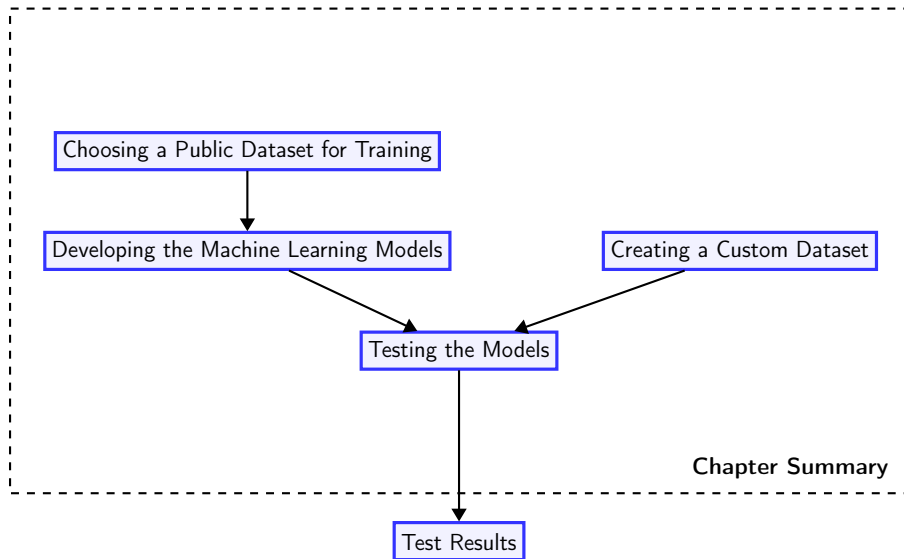 Choosing a Public Dataset for Training
Developing the Machine Learning Models
Creating a Custom Dataset
Testing the Models
Chapter Summary
Test Results